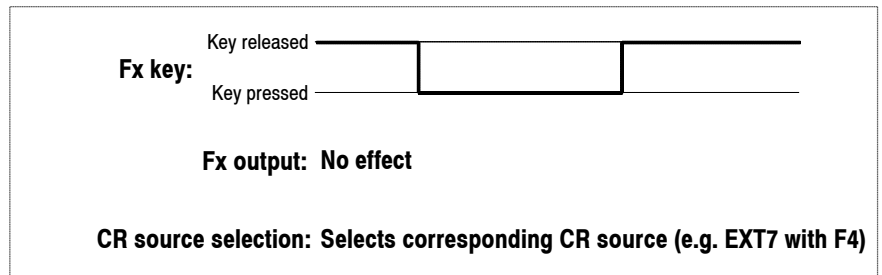 Key released
Fx key:
Key pressed
Fx output: No effect
CR source selection: Selects corresponding CR source (e.g. EXT7 with F4)